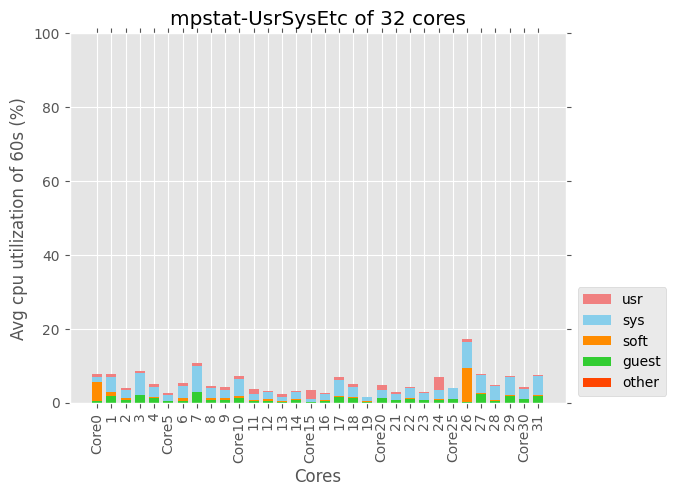 mpstat-UsrSysEtc of 32 cores
Avg cpu utilization of 60s (%)
100
80
60
40
20
0
Core0
1
2
3
4
Core5
6
7
8
9
Core10
11
12
13
14
Core15
16
17
18
19
Core20
21
22
23
24
Core25
26
27
28
29
Core30
31
Cores
usr
sys
soft
guest
other